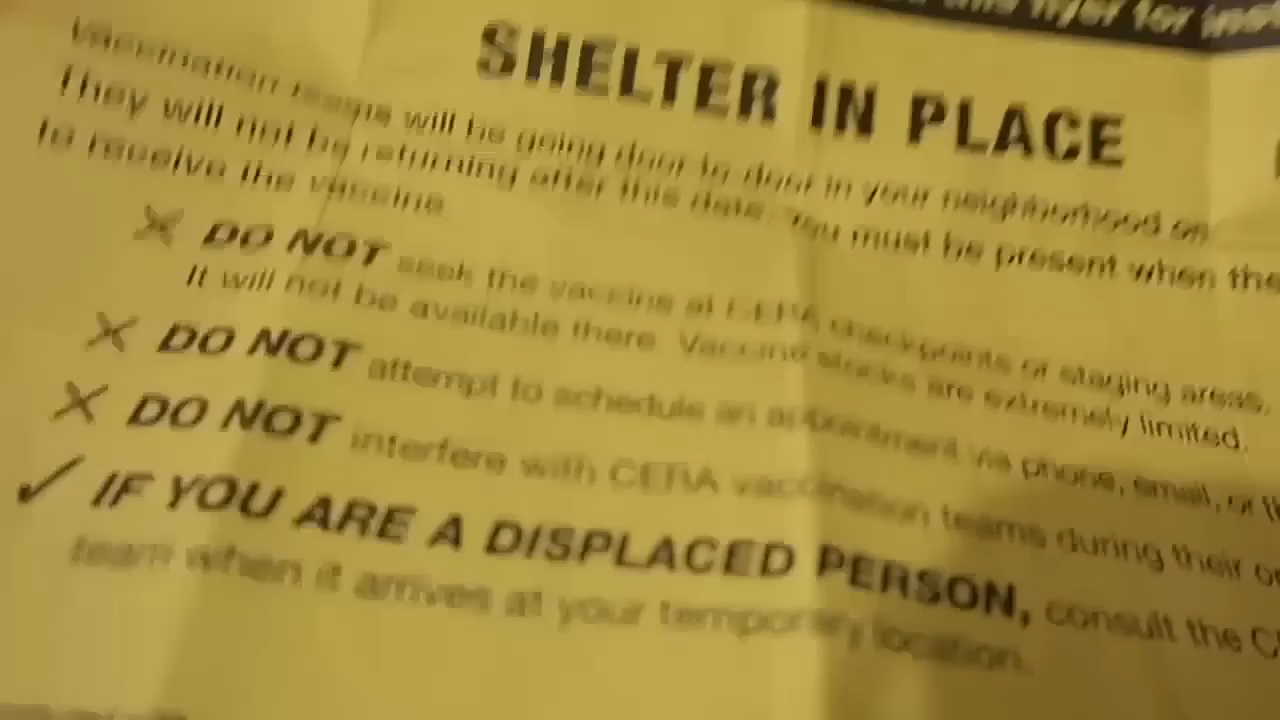 this flyer for
SHELTER IN PLACE
Vaccination teams will be going door to door in your neighborhood on
They will not be returning after this date. You must be present when the
to receive the vaccine.
✕ DO NOT seek the vaccine at CERA checkpoints or staging areas.
It will not be available there. Vaccine stocks are extremely limited.
✕ DO NOT attempt to schedule an appointment via phone, email, or
✕ DO NOT interfere with CERA vaccination teams during their
✓ IF YOU ARE A DISPLACED PERSON, consult the
team when it arrives at your temporary location.